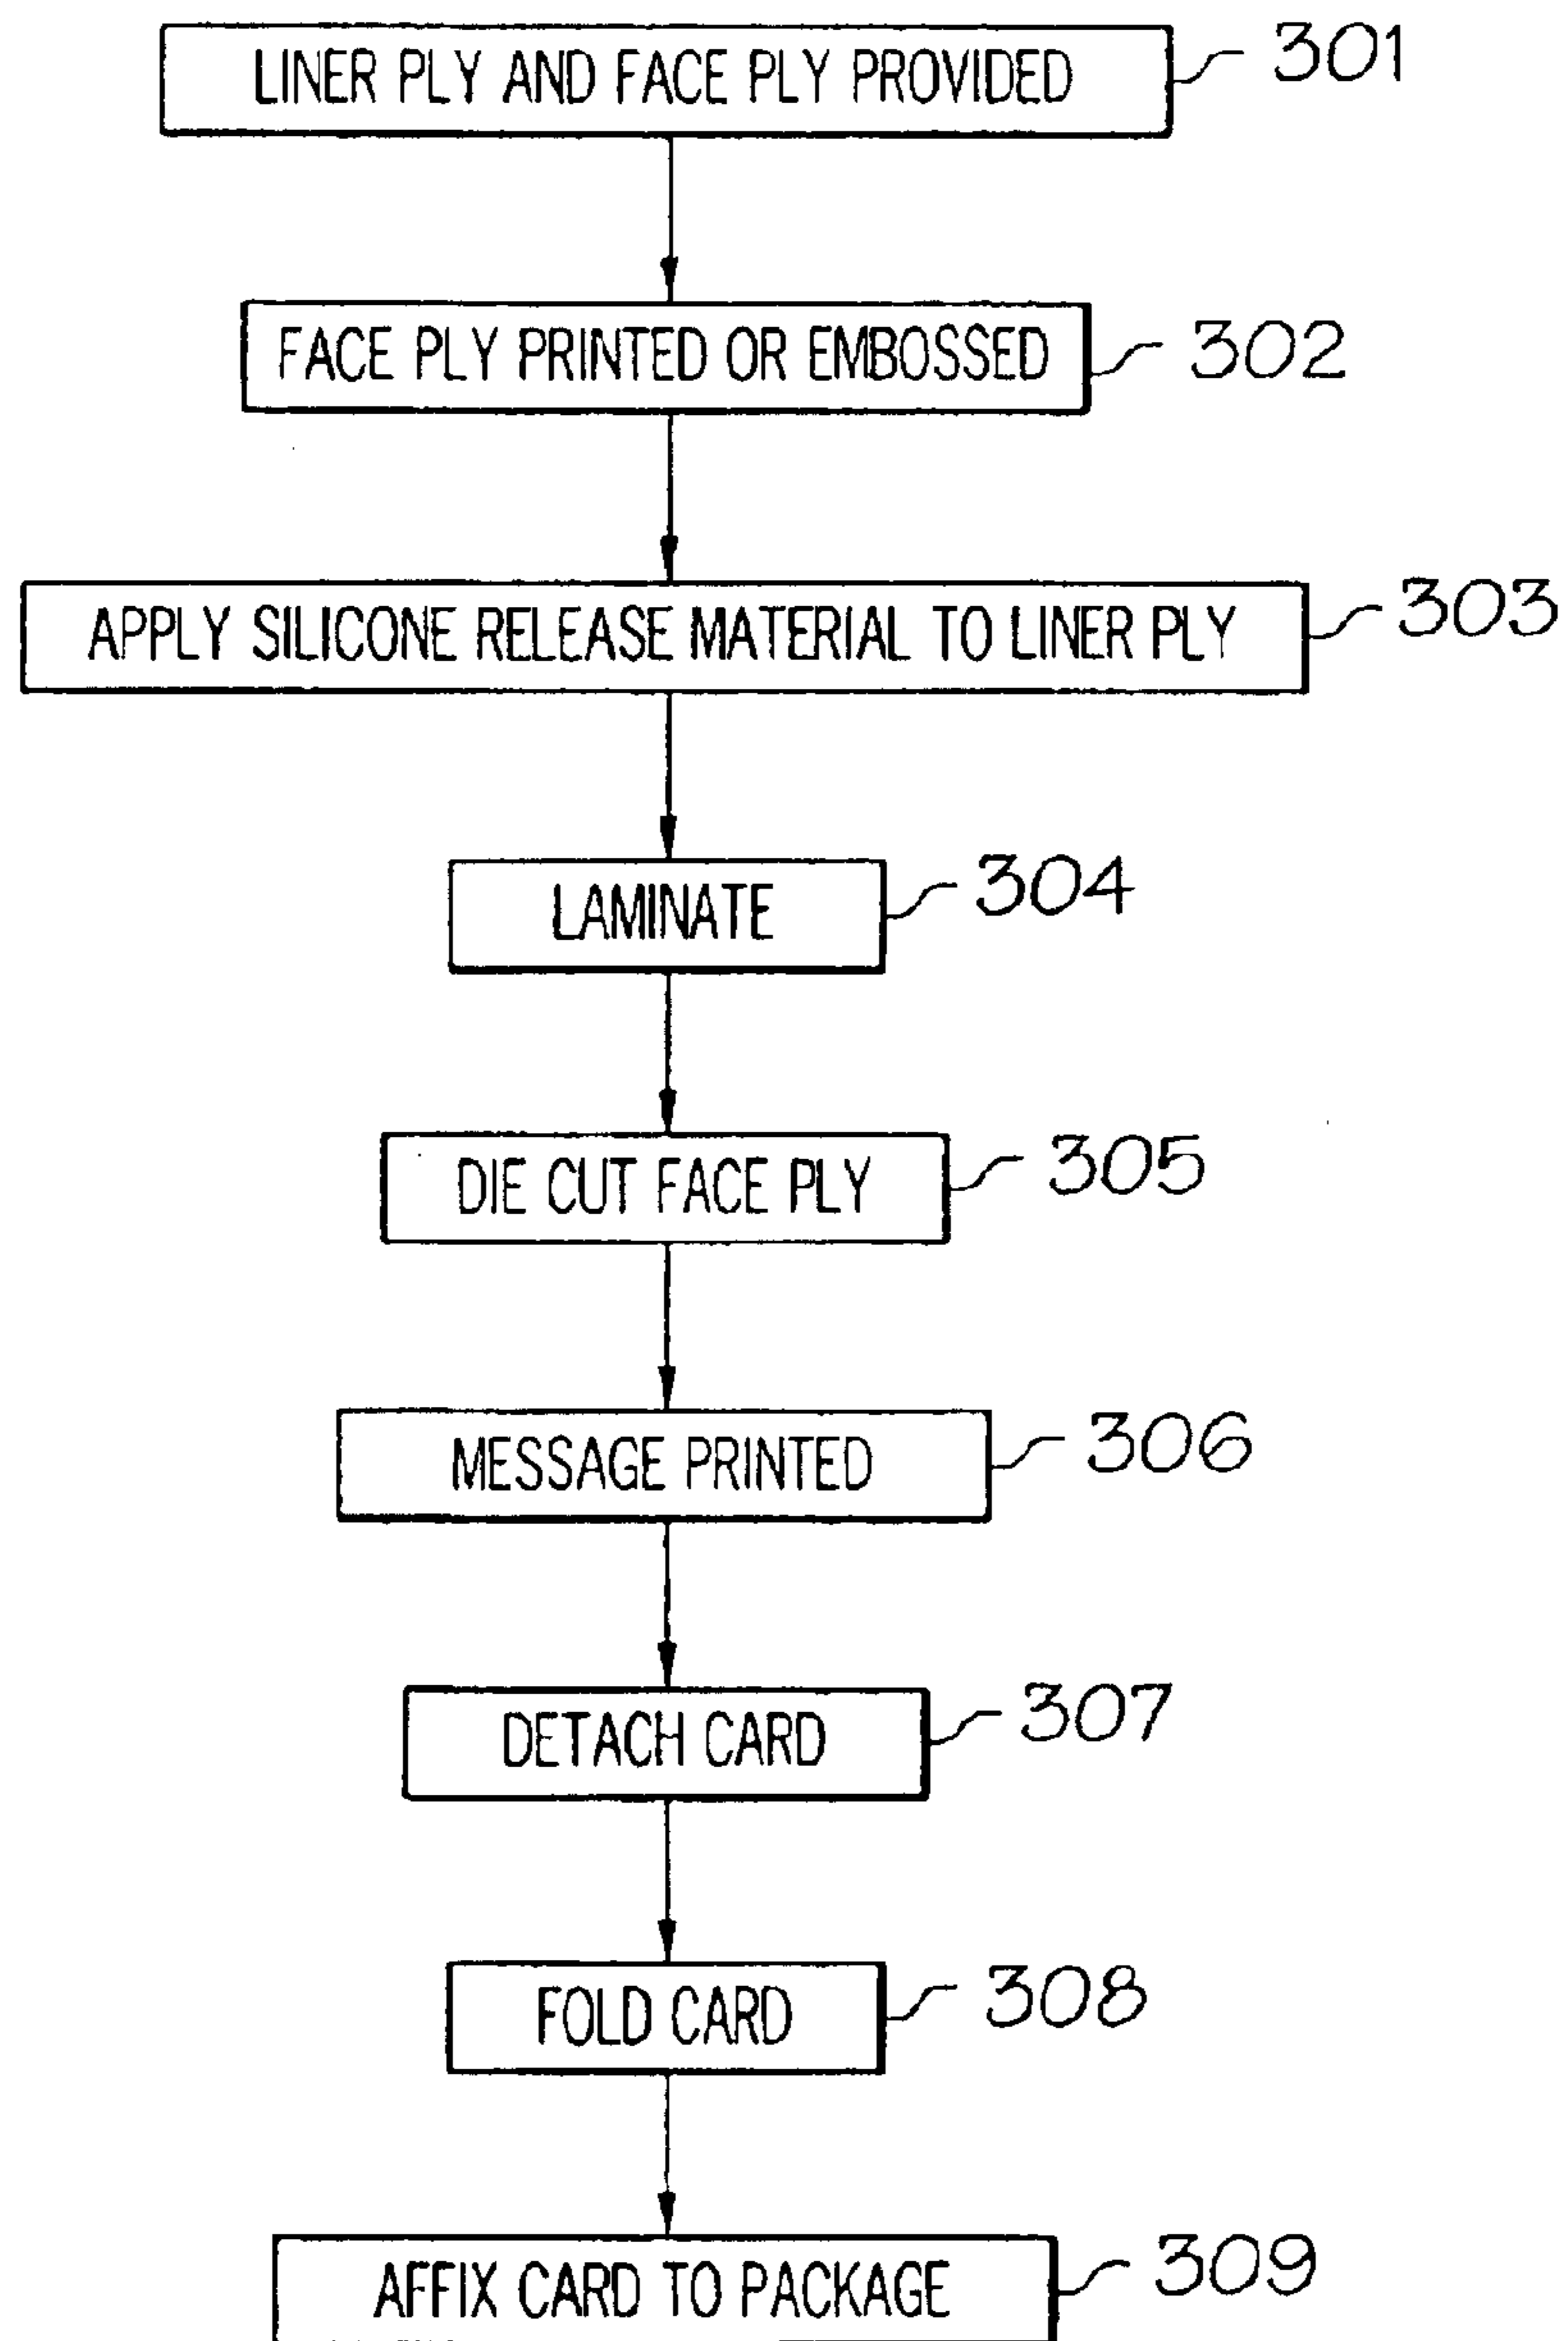 LINER PLY AND FACE PLY PROVIDED 301
FACE PLY PRINTED OR EMBOSSED 302
APPLY SILICONE RELEASE MATERIAL TO LINER PLY 303
LAMINATE 304
DIE CUT FACE PLY 305
MESSAGE PRINTED 306
DETACH CARD 307
FOLD CARD 308
AFFIX CARD TO PACKAGE 309